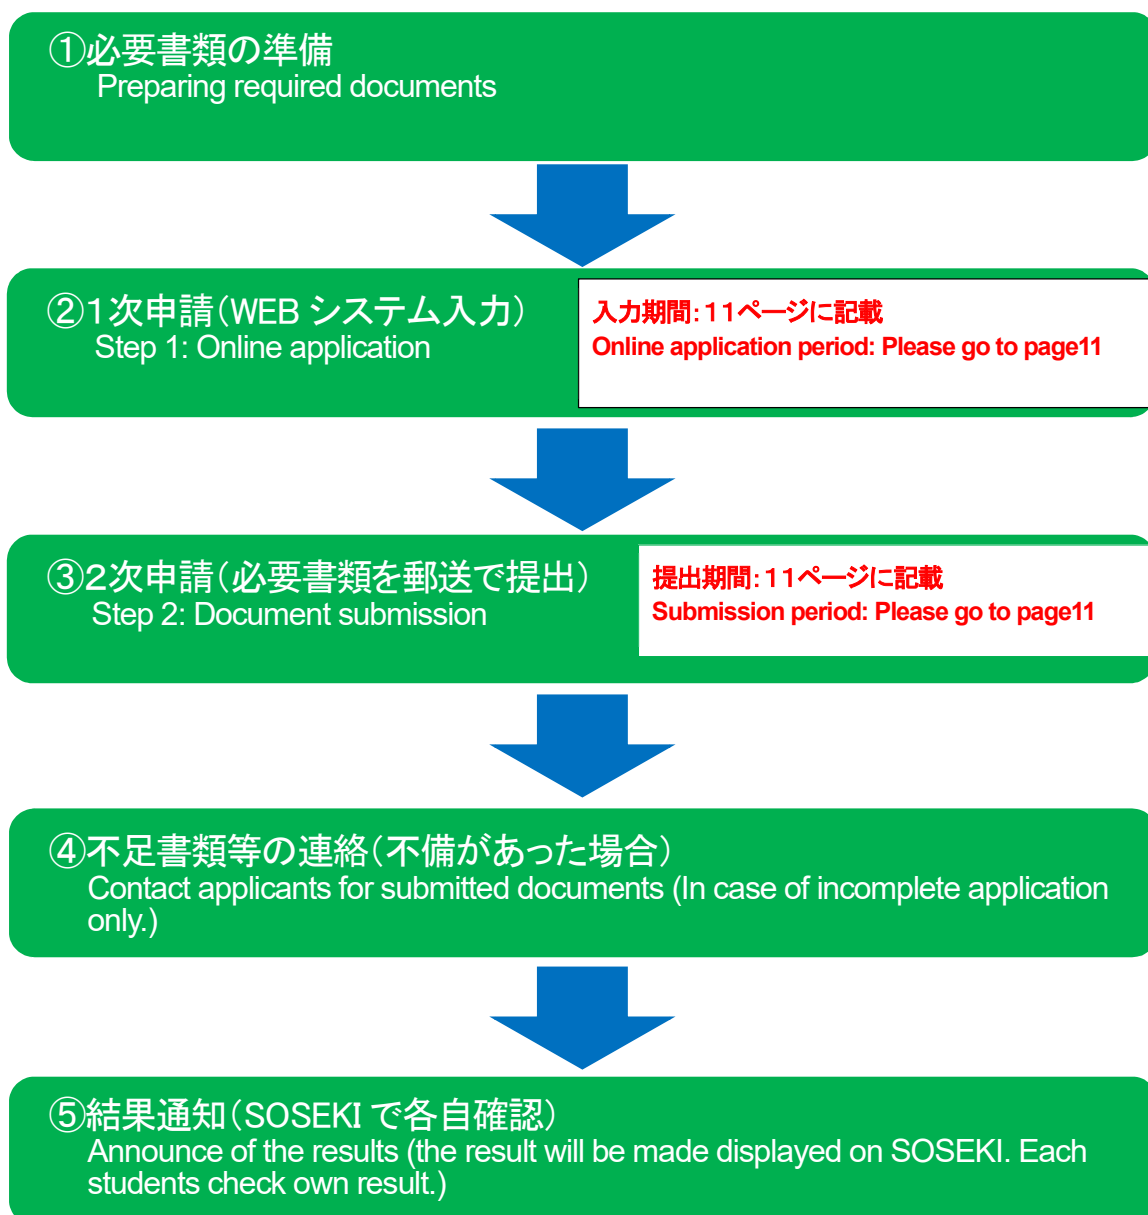 ①必要書類の準備
Preparing required documents
②1次申請(WEB システム入力)
Step 1: Online application
入力期間:11ページに記載
Online application period: Please go to page11
③2次申請(必要書類を郵送で提出)
Step 2: Document submission
提出期間:11ページに記載
Submission period: Please go to page11
④不足書類等の連絡(不備があった場合)
Contact applicants for submitted documents (In case of incomplete application
only.)
⑤結果通知(SOSEKI で各自確認)
Announce of the results (the result will be made displayed on SOSEKI. Each
students check own result.)